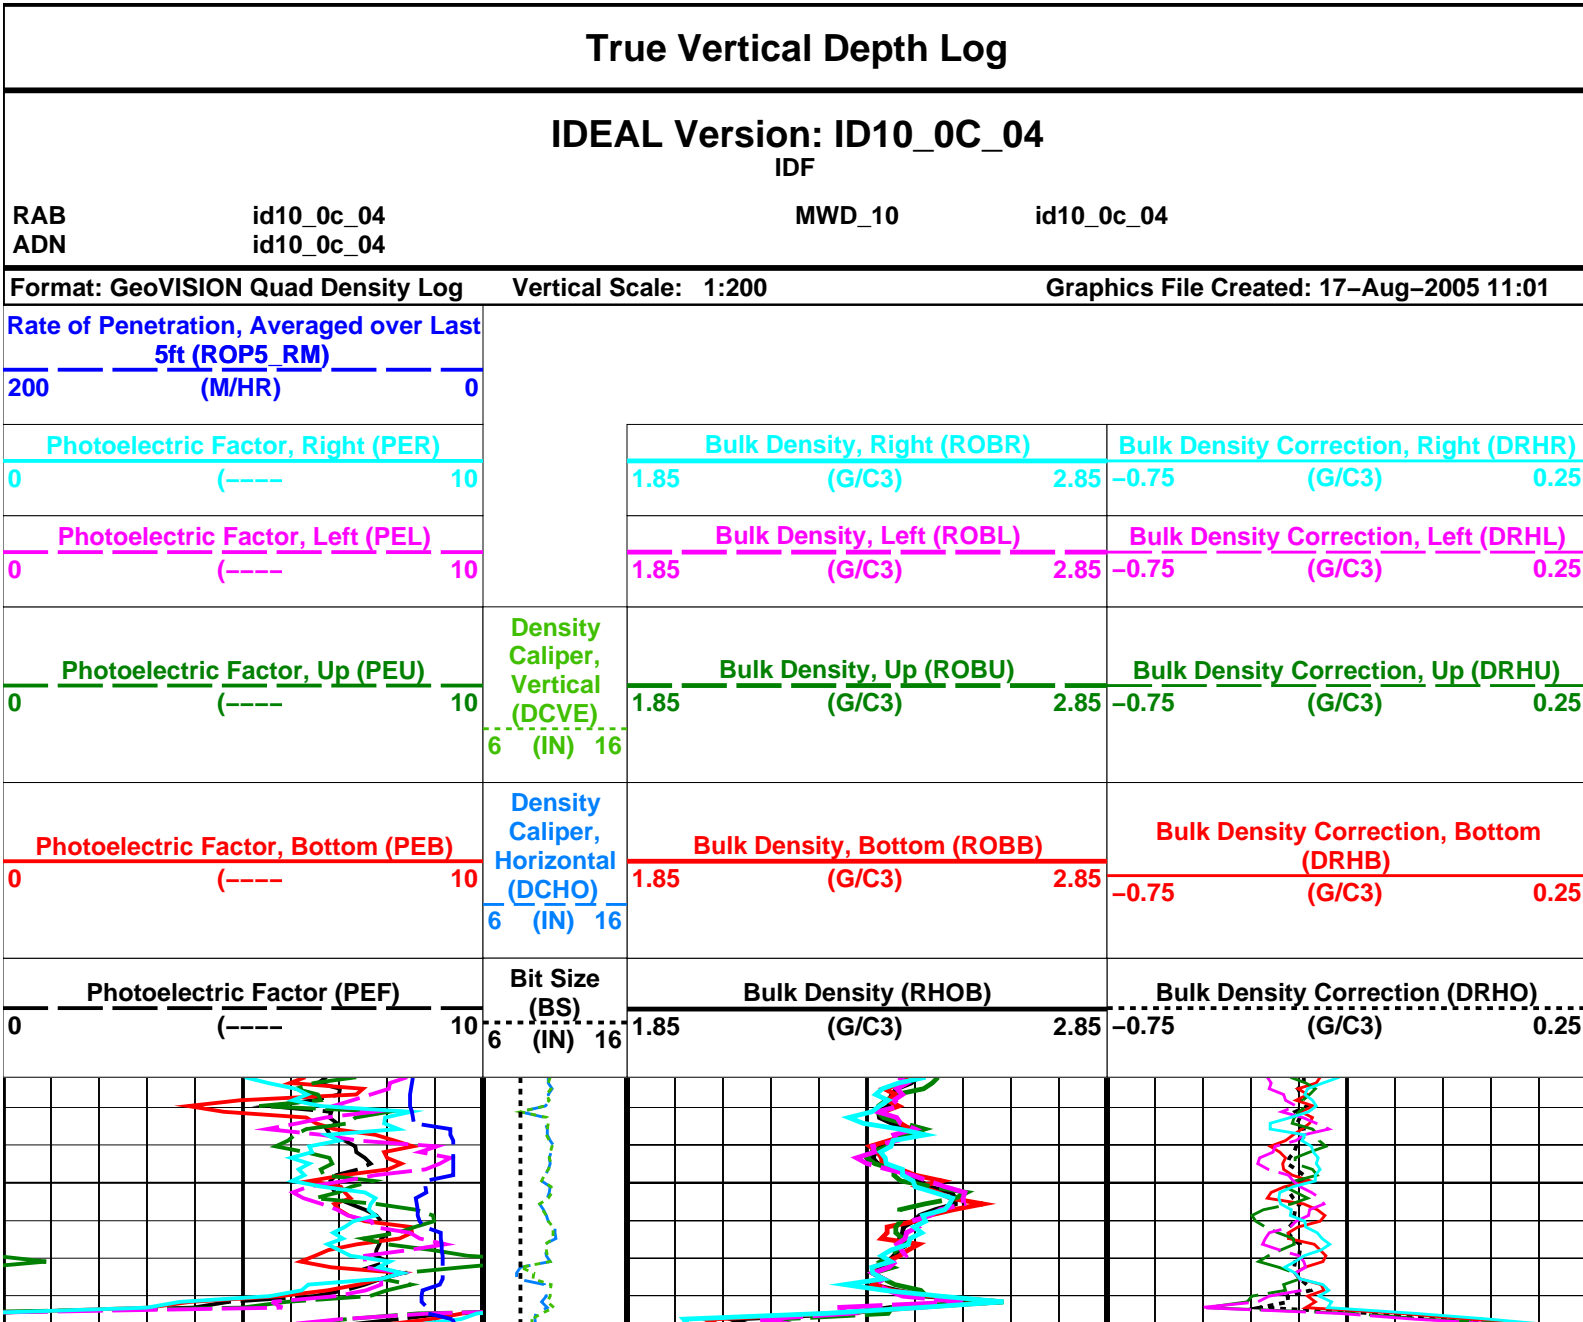 True Vertical Depth Log
IDEAL Version: ID10_0C_04
IDF
RAB id10_0c_04 MWD_10 id10_0c_04
ADN id10_0c_04
Format: GeoVISION Quad Density Log Vertical Scale: 1:200 Graphics File Created: 17−Aug−2005 11:01
Rate of Penetration, Averaged over Last
5ft (ROP5_RM)
200 (M/HR) 0
Photoelectric Factor, Right (PER) Bulk Density, Right (ROBR) Bulk Density Correction, Right (DRHR)
0 (−−−− 10 1.85 (G/C3) 2.85 −0.75 (G/C3) 0.25
Photoelectric Factor, Left (PEL) Bulk Density, Left (ROBL) Bulk Density Correction, Left (DRHL)
0 (−−−− 10 1.85 (G/C3) 2.85 −0.75 (G/C3) 0.25
Density
Caliper,
Vertical
(DCVE)
6 (IN) 16
Photoelectric Factor, Up (PEU) Bulk Density, Up (ROBU) Bulk Density Correction, Up (DRHU)
0 (−−−− 10 1.85 (G/C3) 2.85 −0.75 (G/C3) 0.25
Density
Caliper,
Horizontal
(DCHO)
6 (IN) 16
Photoelectric Factor, Bottom (PEB) Bulk Density, Bottom (ROBB) Bulk Density Correction, Bottom
(DRHB)
0 (−−−− 10 1.85 (G/C3) 2.85 −0.75 (G/C3) 0.25
Bit Size
(BS)
6 (IN) 16
Photoelectric Factor (PEF) Bulk Density (RHOB) Bulk Density Correction (DRHO)
0 (−−−− 10 1.85 (G/C3) 2.85 −0.75 (G/C3) 0.25